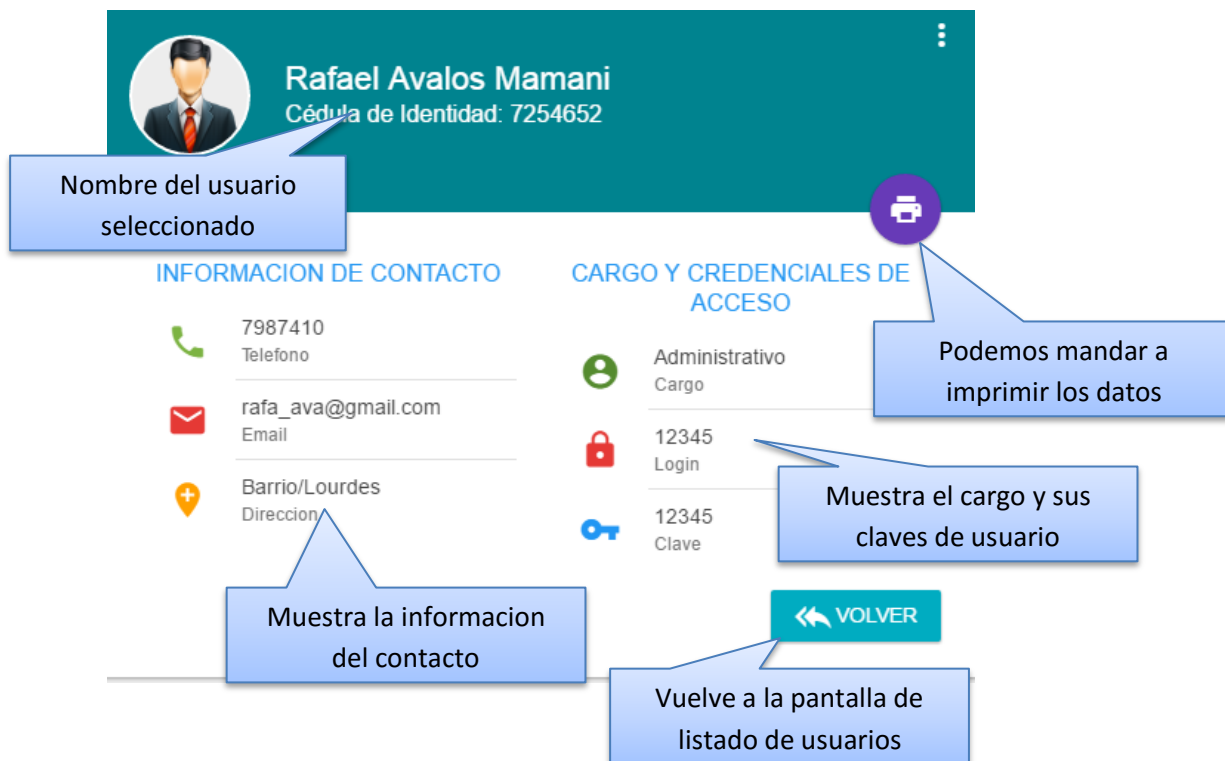 Rafael Avalos Mamani
Cédula de Identidad: 7254652
Nombre del usuario
seleccionado
INFORMACION DE CONTACTO
7987410
Telefono
rafa_ava@gmail.com
Email
Barrio/Lourdes
Direccion
Muestra la informacion
del contacto
CARGO Y CREDENCIALES DE
ACCESO
Administrativo
Cargo
12345
Login
12345
Clave
Podemos mandar a
imprimir los datos
Muestra el cargo y sus
claves de usuario
VOLVER
Vuelve a la pantalla de
listado de usuarios